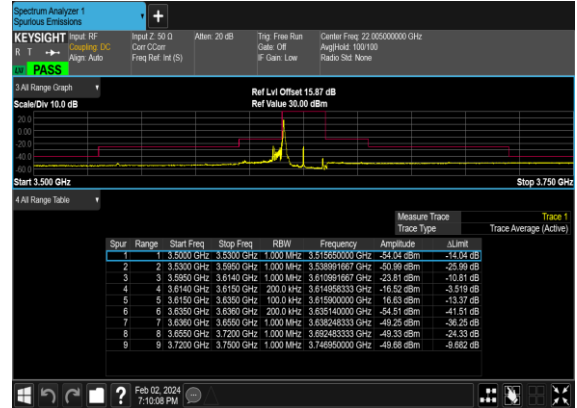 Spectrum Analyzer 1
Spurious Emissions
KEYSIGHT Input: RF Input Z: 50 Ω Atten: 20 dB Trig: Free Run Center Freq: 22.005000000 GHz
R T Coupling: DC Corr CCorr Gate: Off Avg|Hold: 100/100
Align: Auto Freq Ref: Int (S) IF Gain: Low Radio Std: None
PASS
3 All Range Graph Ref Lvl Offset 15.87 dB
Scale/Div 10.0 dB Ref Value 30.00 dBm
20.0
0.00
-20.0
-40.0
-60.0
Start 3.500 GHz Stop 3.750 GHz
4 All Range Table
Measure Trace Trace 1
Trace Type Trace Average (Active)
Spur Range Start Freq Stop Freq RBW Frequency Amplitude ΔLimit
1 1 3.5000 GHz 3.5300 GHz 1.000 MHz 3.515650000 GHz -54.04 dBm -14.04 dB
2 2 3.5300 GHz 3.5950 GHz 1.000 MHz 3.538991667 GHz -50.99 dBm -25.99 dB
3 3 3.5950 GHz 3.6140 GHz 1.000 MHz 3.610991667 GHz -23.81 dBm -10.81 dB
4 4 3.6140 GHz 3.6150 GHz 200.0 kHz 3.614958333 GHz -16.52 dBm -3.519 dB
5 5 3.6150 GHz 3.6350 GHz 100.0 kHz 3.615900000 GHz 16.63 dBm -13.37 dB
6 6 3.6350 GHz 3.6360 GHz 200.0 kHz 3.635140000 GHz -54.51 dBm -41.51 dB
7 7 3.6360 GHz 3.6550 GHz 1.000 MHz 3.638248333 GHz -49.25 dBm -36.25 dB
8 8 3.6550 GHz 3.7200 GHz 1.000 MHz 3.692483333 GHz -49.33 dBm -24.33 dB
9 9 3.7200 GHz 3.7500 GHz 1.000 MHz 3.746950000 GHz -49.68 dBm -9.682 dB
? Feb 02, 2024
7:10:08 PM